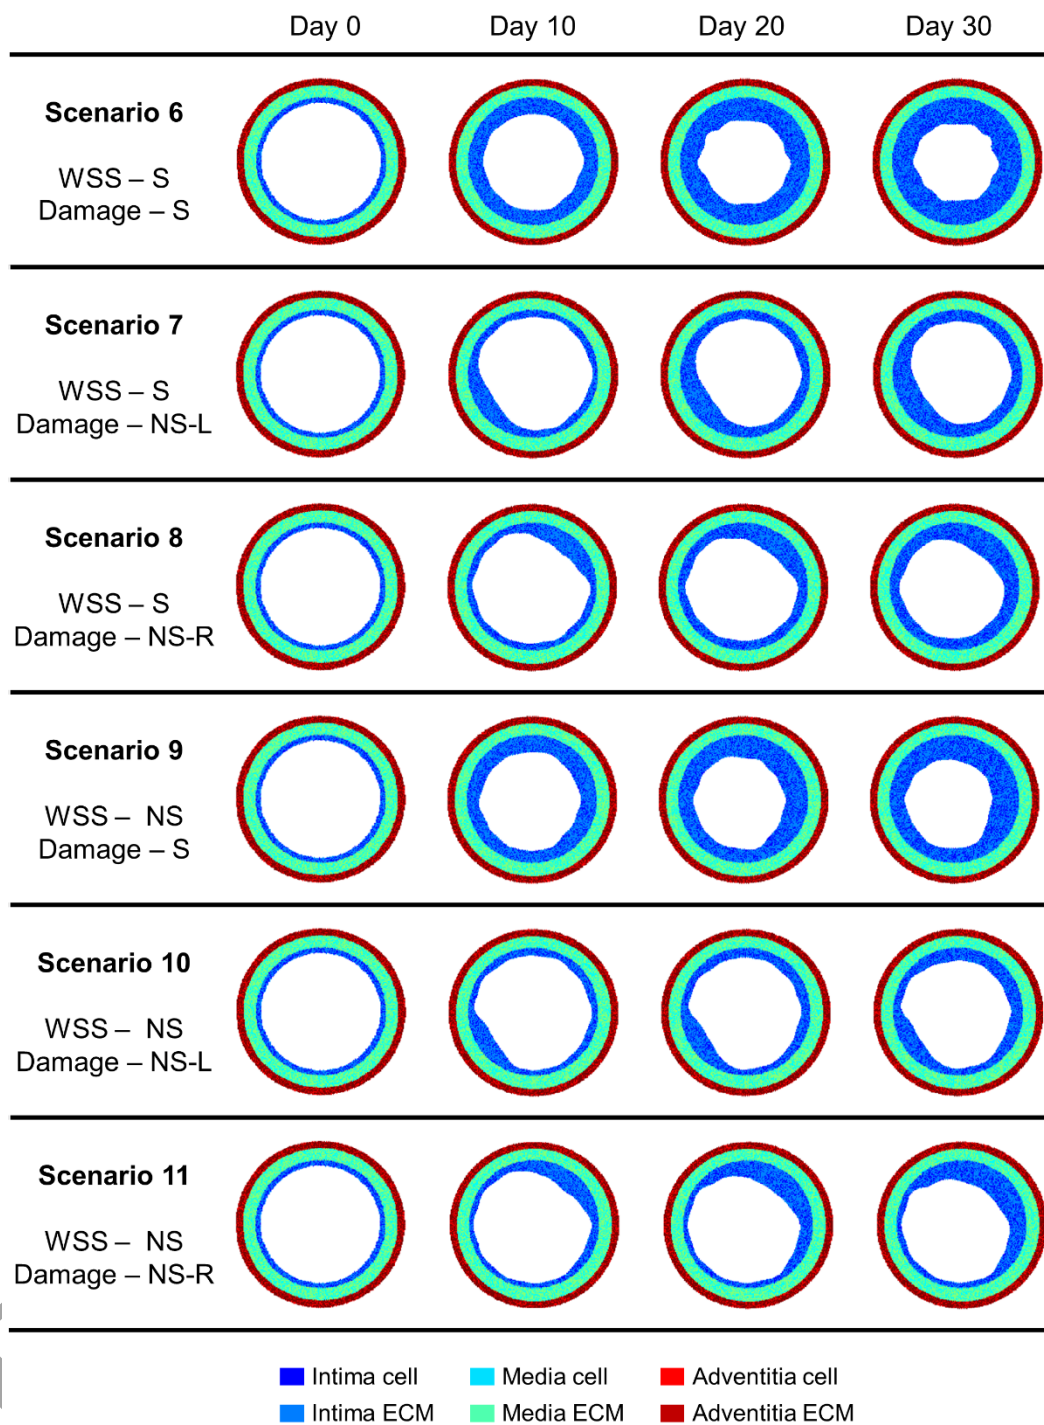 Day 0 Day 10 Day 20 Day 30
Scenario 6
WSS – S
Damage – S
Scenario 7
WSS – S
Damage – NS-L
Scenario 8
WSS – S
Damage – NS-R
Scenario 9
WSS – NS
Damage – S
Scenario 10
WSS – NS
Damage – NS-L
Scenario 11
WSS – NS
Damage – NS-R
Intima cell Media cell Adventitia cell
Intima ECM Media ECM Adventitia ECM